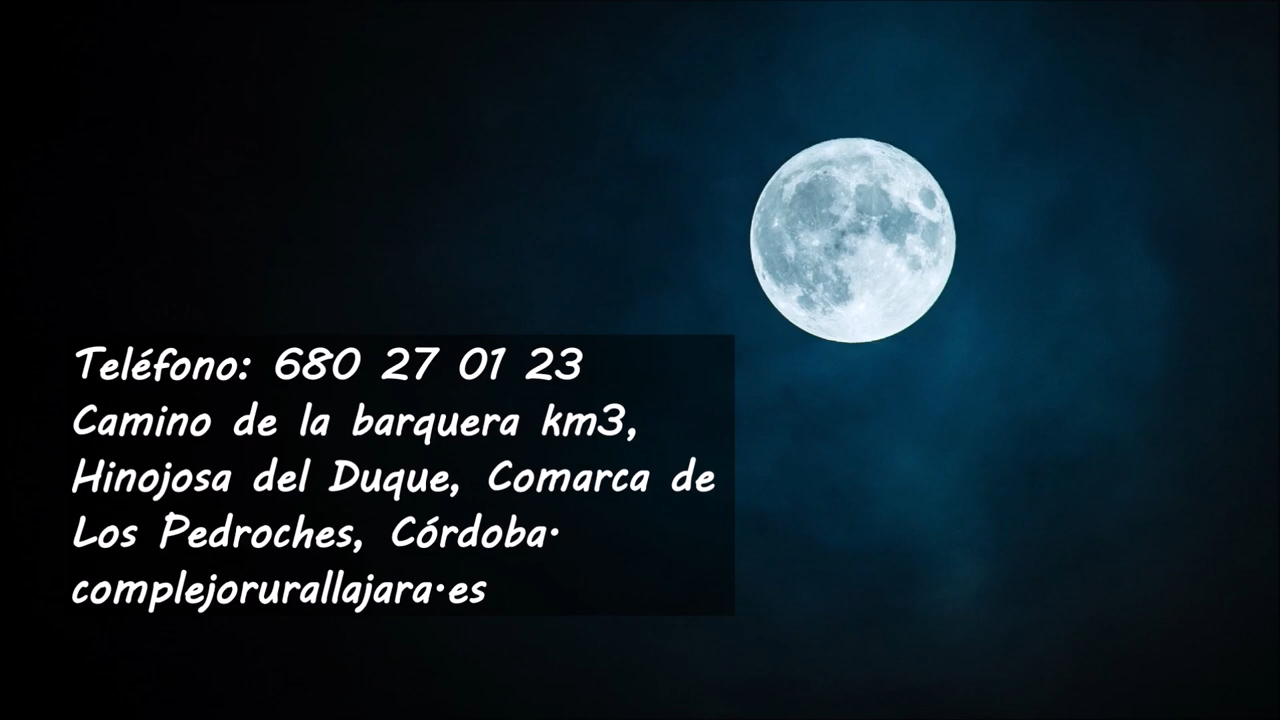 Teléfono: 680 27 01 23
Camino de la barquera km3,
Hinojosa del Duque, Comarca de
Los Pedroches, Córdoba.
complejorurallajara.es